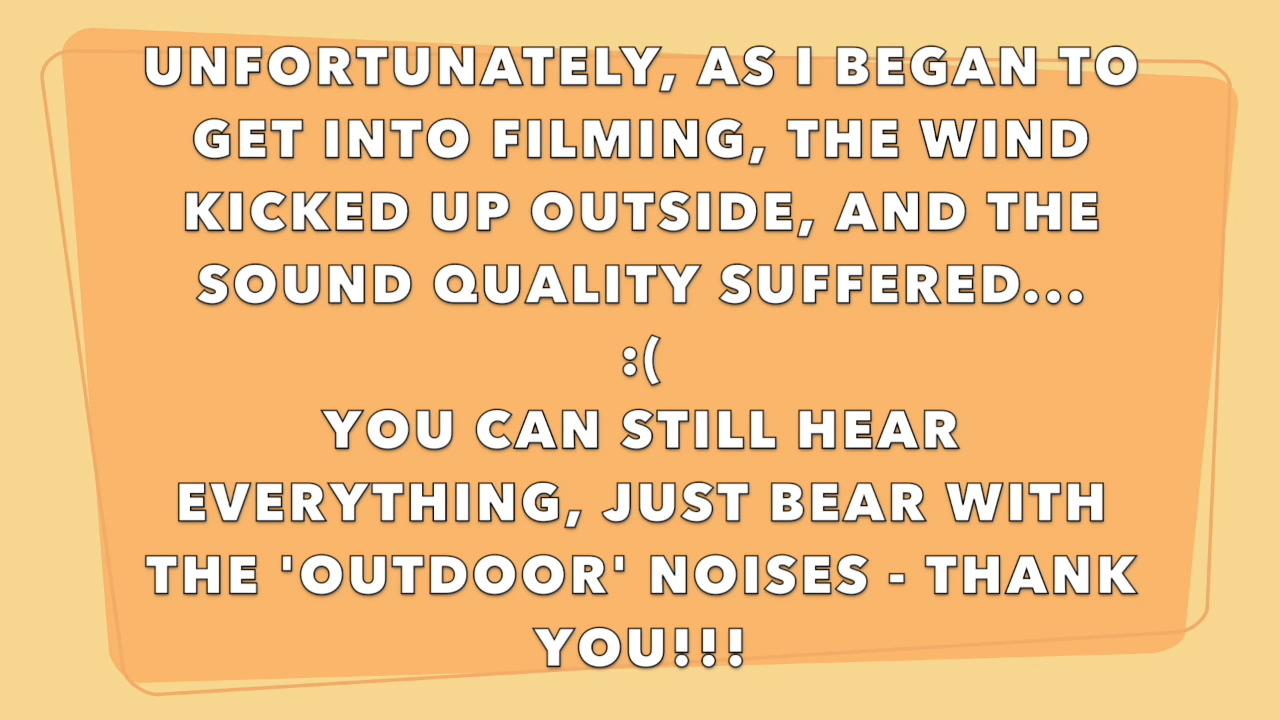 UNFORTUNATELY, AS I BEGAN TO
GET INTO FILMING, THE WIND
KICKED UP OUTSIDE, AND THE
SOUND QUALITY SUFFERED...
:(
YOU CAN STILL HEAR
EVERYTHING, JUST BEAR WITH
THE 'OUTDOOR' NOISES - THANK
YOU!!!